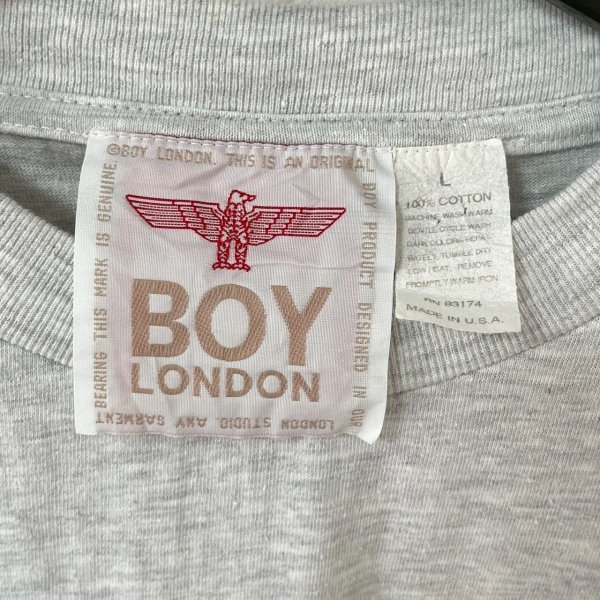 ©BOY LONDON. THIS IS AN ORIGINAL
BOY PRODUCT DESIGNED IN OUR
LONDON STUDIO. ANY GARMENT
BEARING THIS MARK IS GENUINE
BOY
LONDON
L
100% COTTON
MACHINE WASH WARM
GENTLE CYCLE WASH
DARK COLORS SEPA-
RATELY, TUMBLE DRY
LOW HEAT. REMOVE
PROMPTLY WARM IRON
RN 93174
MADE IN U.S.A.